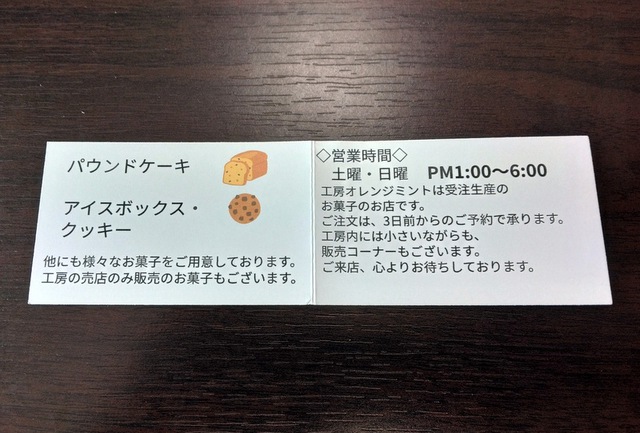 パウンドケーキ
アイスボックス・
クッキー
他にも様々なお菓子をご用意しております。
工房の売店のみ販売のお菓子もございます。
◇営業時間◇
土曜・日曜 PM1:00〜6:00
工房オレンジミントは受注生産の
お菓子のお店です。
ご注文は、3日前からのご予約で承ります。
工房内には小さいながらも、
販売コーナーもございます。
ご来店、心よりお待ちしております。